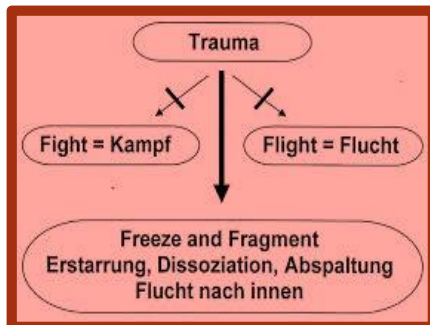 Trauma
Fight = Kampf
Flight = Flucht
Freeze and Fragment
Erstarrung, Dissoziation, Abspaltung
Flucht nach innen